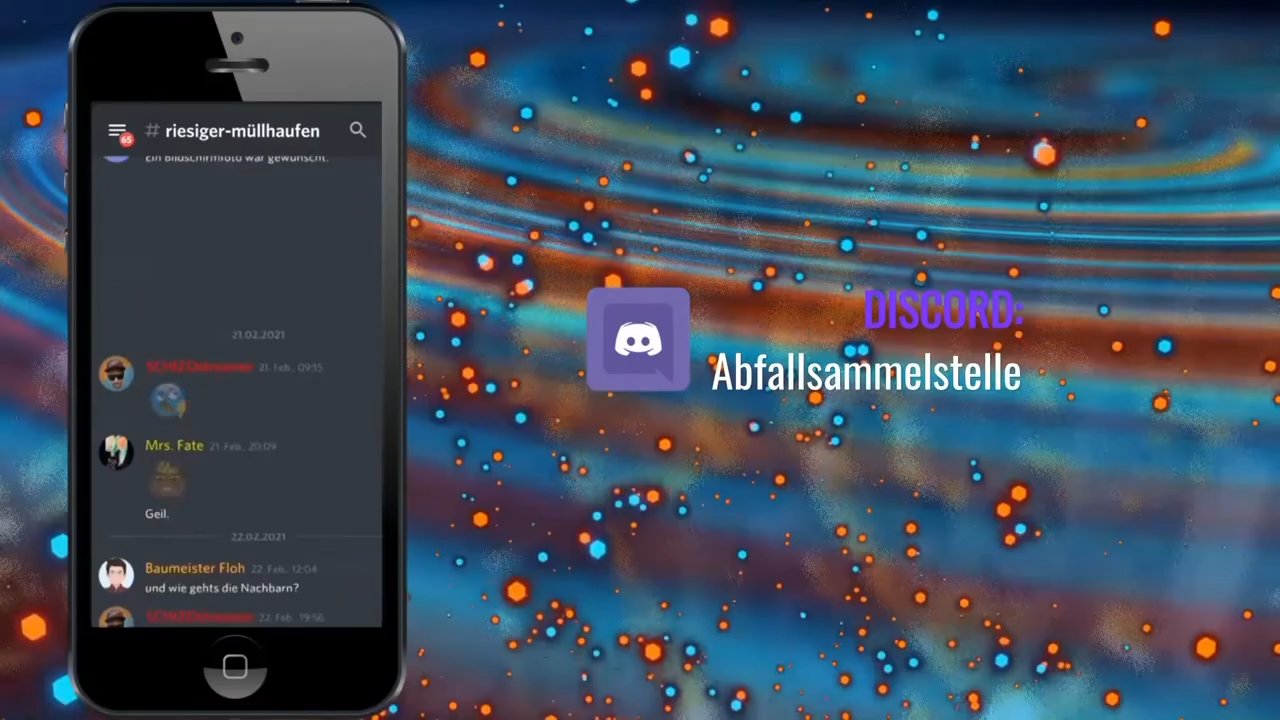 65
# riesiger-müllhaufen
Ein Bildschirmfoto war gewünscht.
21.02.2021
21. Feb., 09:15
Mrs. Fate 21. Feb., 20:09
Geil.
22.02.2021
Baumeister Floh 22. Feb., 12:04
und wie gehts die Nachbarn?
22. Feb., 19:56
DISCORD:
Abfallsammelstelle